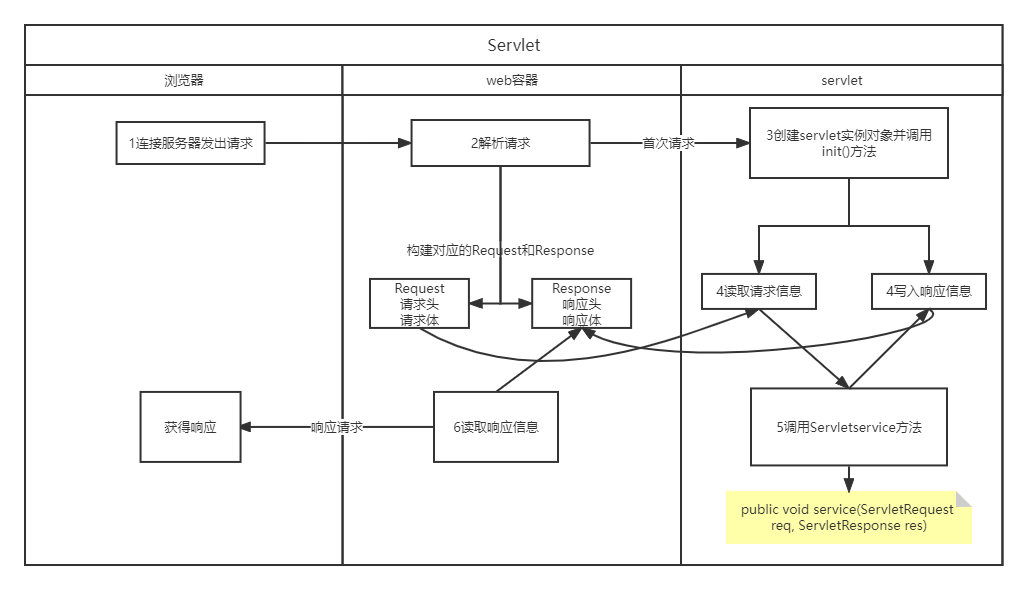 Servlet
浏览器
web容器
servlet
1连接服务器发出请求
2解析请求
首次请求
3创建servlet实例对象并调用
init()方法
构建对应的Request和Response
Request
请求头
请求体
Response
响应头
响应体
4读取请求信息
4写入响应信息
获得响应
响应请求
6读取响应信息
5调用Servletservice方法
public void service(ServletRequest
req, ServletResponse res)